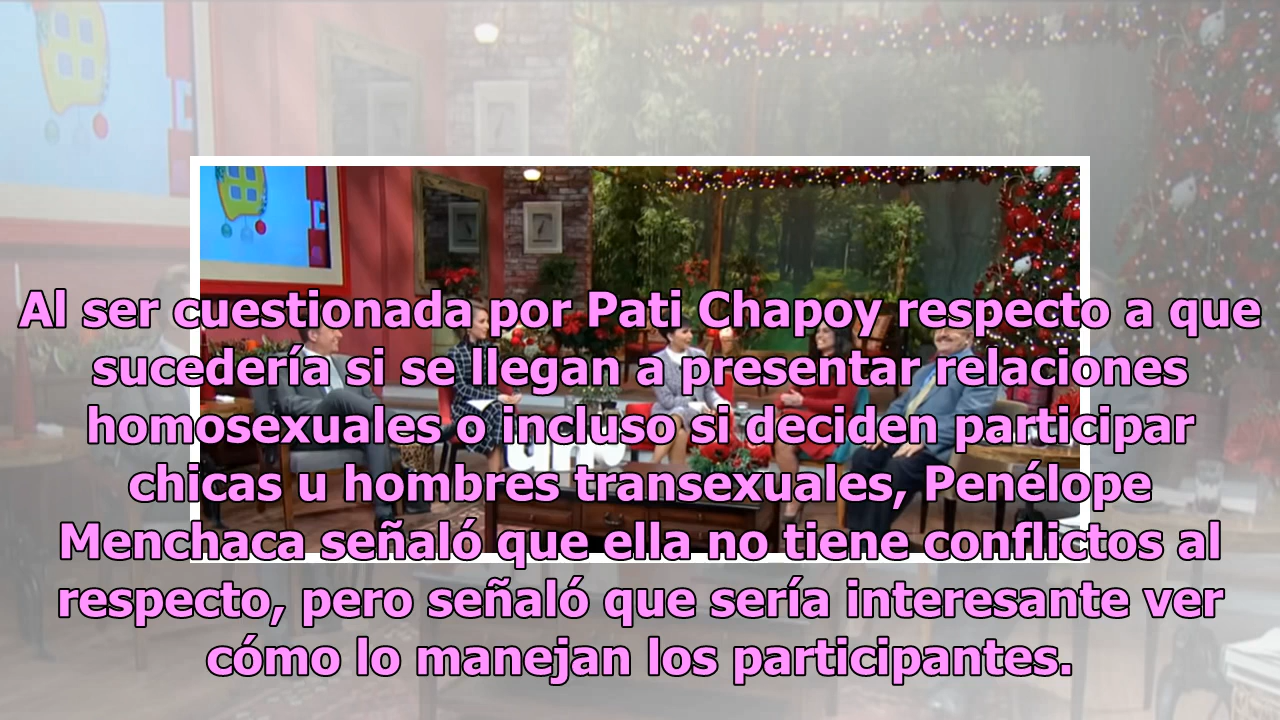 Al ser cuestionada por Pati Chapoy respecto a que
sucedería si se llegan a presentar relaciones
homosexuales o incluso si deciden participar
chicas u hombres transexuales, Penélope
Menchaca señaló que ella no tiene conflictos al
respecto, pero señaló que sería interesante ver
cómo lo manejan los participantes.